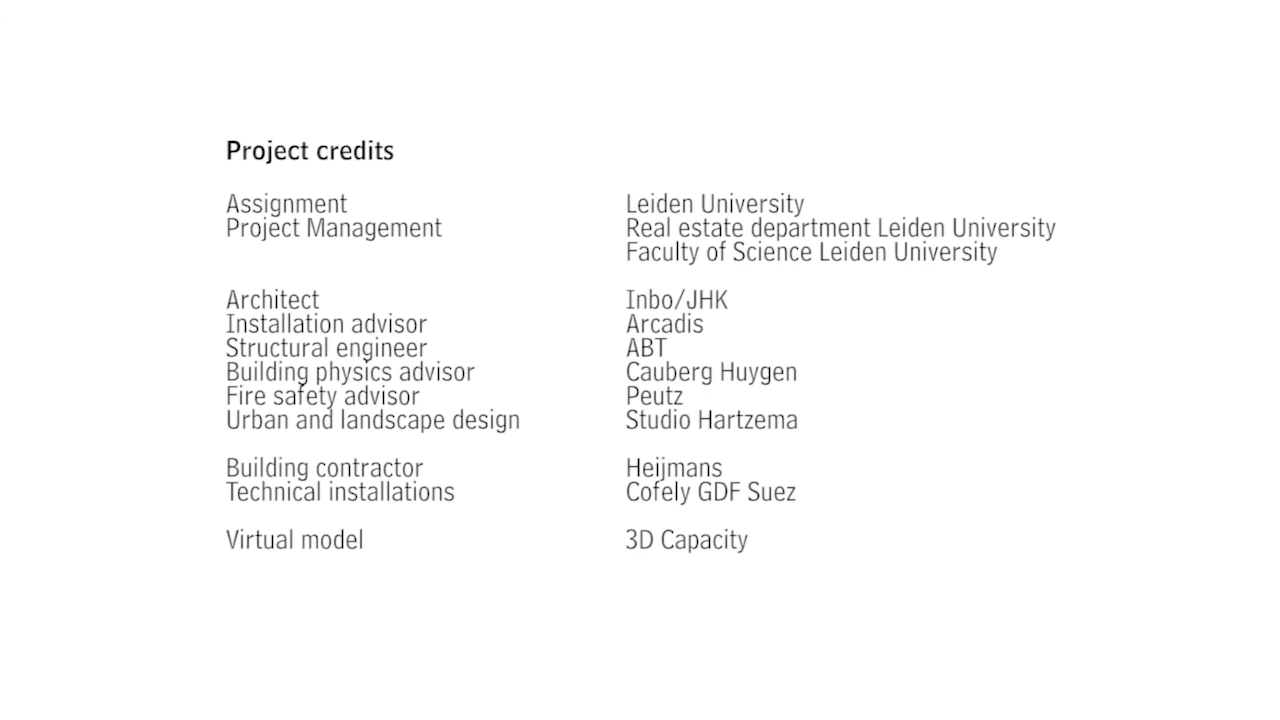 Project credits
Assignment Leiden University
Project Management Real estate department Leiden University
Faculty of Science Leiden University
Architect Inbo/JHK
Installation advisor Arcadis
Structural engineer ABT
Building physics advisor Cauberg Huygen
Fire safety advisor Peutz
Urban and landscape design Studio Hartzema
Building contractor Heijmans
Technical installations Cofely GDF Suez
Virtual model 3D Capacity